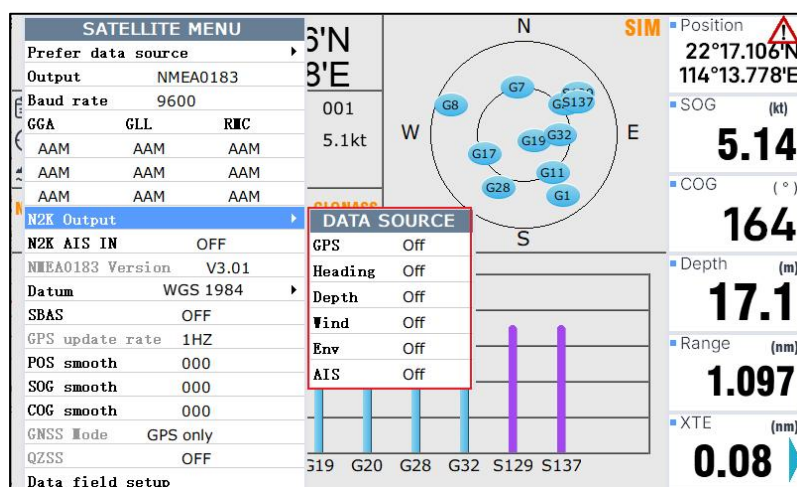 SATELLITE MENU
Prefer data source
Output NMEA0183
Baud rate 9600
GGA GLL RMC
AAM AAM AAM
AAM AAM AAM
AAM AAM AAM
N2K Output
N2K AIS IN OFF
NMEA0183 Version V3.01
Datum WGS 1984
SBAS OFF
GPS update rate 1HZ
POS smooth 000
SOG smooth 000
COG smooth 000
GNSS Mode GPS only
QZSS OFF
Data field setup
6'N
8'E
001
5.1kt
DATA SOURCE
GPS Off
Heading Off
Depth Off
Wind Off
Env Off
AIS Off
N
SIM
W
E
S
G7
G8
S137
G19
G32
G17
G11
G28
G1
G19 G20 G28 G32 S129 S137
Position
22°17.106'N
114°13.778'E
SOG (kt)
5.14
COG (°)
164
Depth (m)
17.1
Range (nm)
1.097
XTE (nm)
0.08